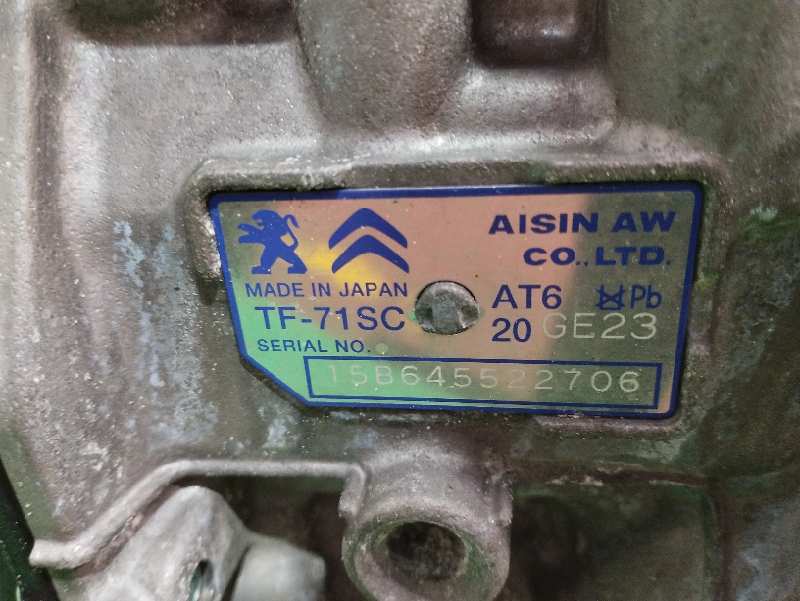 AISIN AW
CO.,LTD.
MADE IN JAPAN
AT6 Pb
TF-71SC
20 GE23
SERIAL NO.
15B645522706